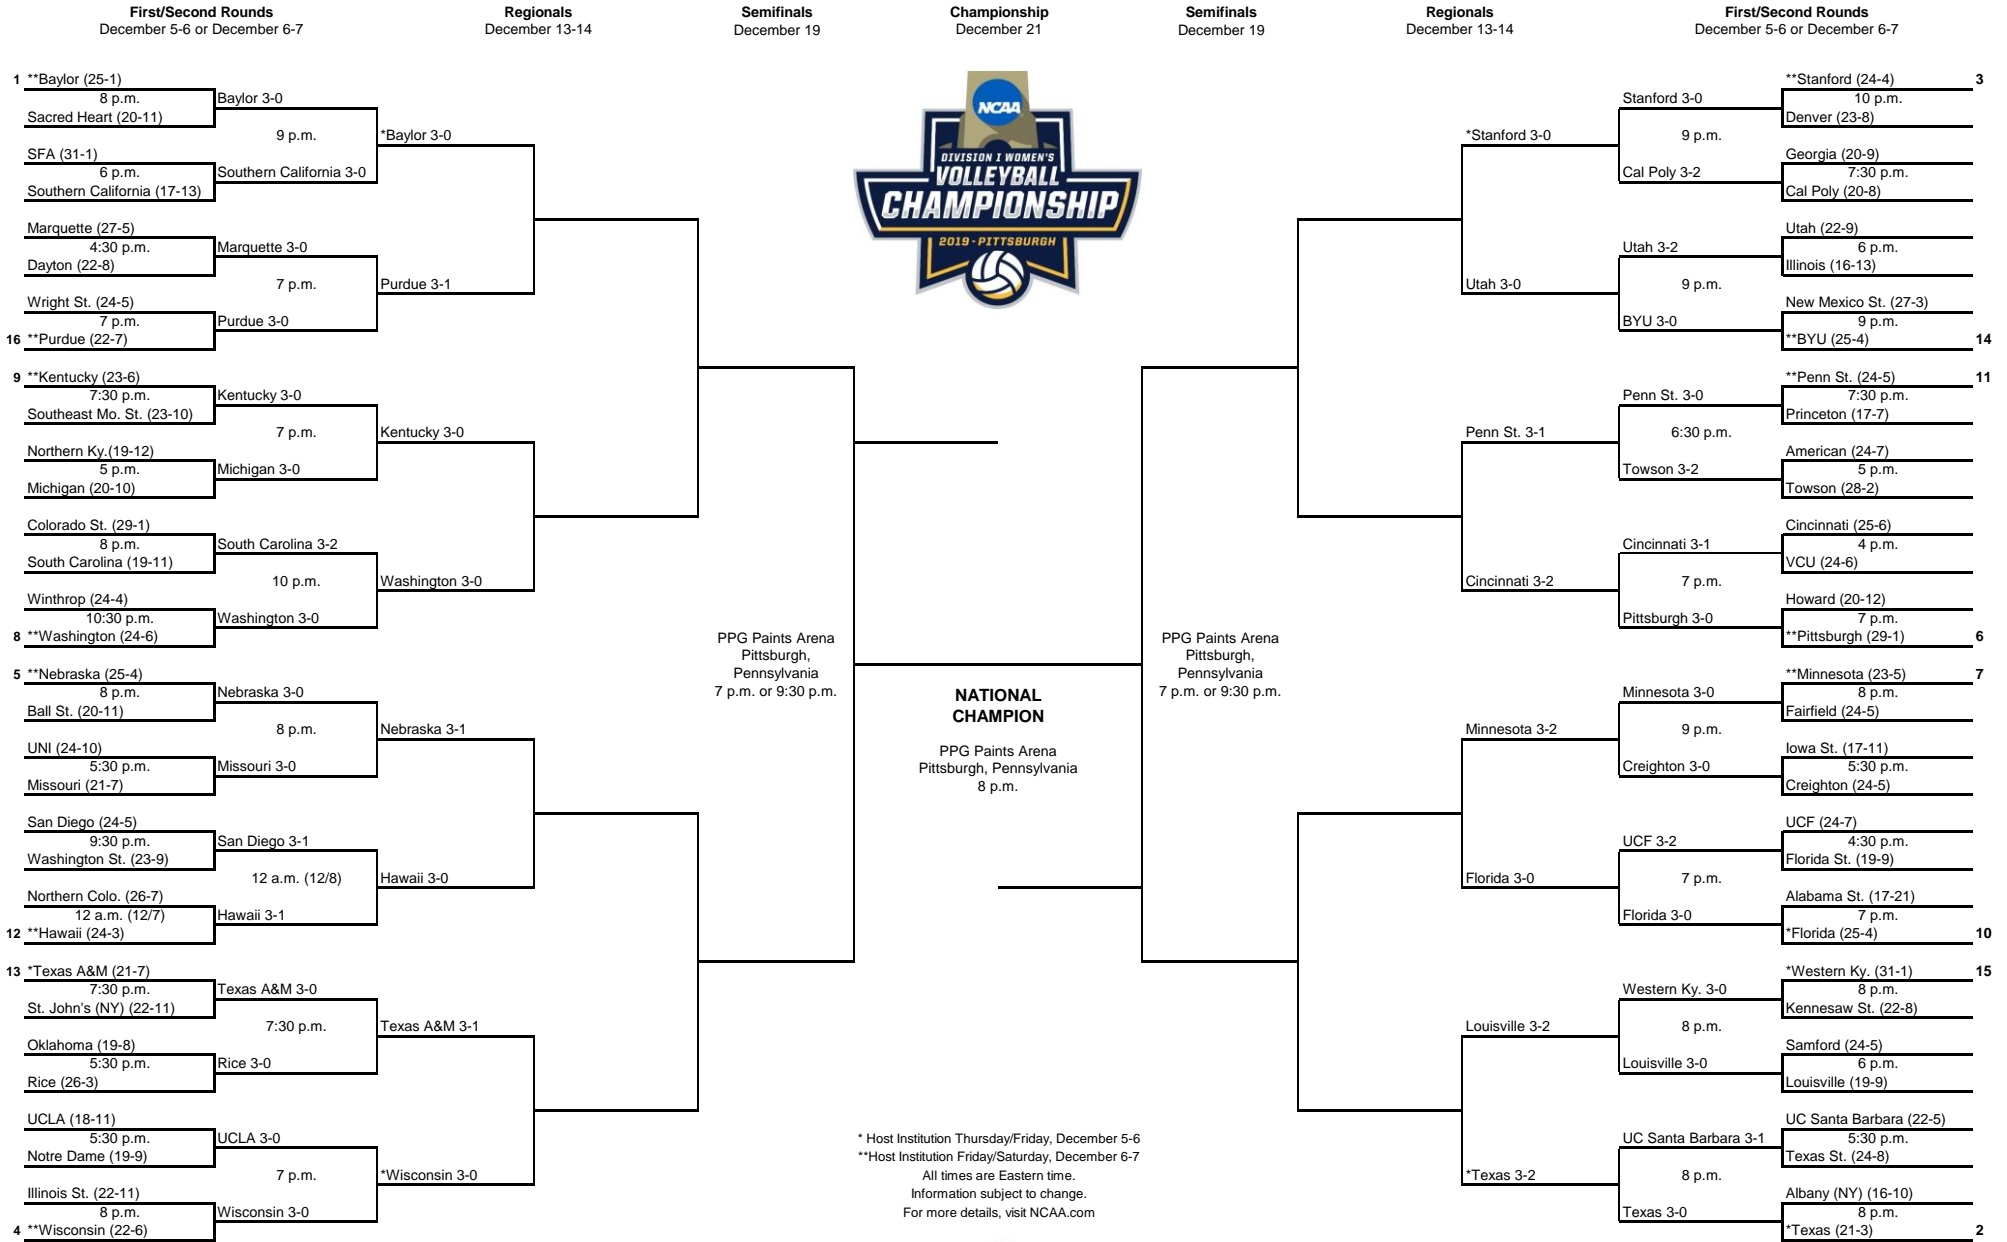 First/Second Rounds
December 5-6 or December 6-7
Regionals
December 13-14
Semifinals
December 19
Championship
December 21
Semifinals
December 19
Regionals
December 13-14
First/Second Rounds
December 5-6 or December 6-7
1 **Baylor (25-1)
8 p.m.
Sacred Heart (20-11)
SFA (31-1)
6 p.m.
Southern California (17-13)
Marquette (27-5)
4:30 p.m.
Dayton (22-8)
Wright St. (24-5)
7 p.m.
16 **Purdue (22-7)
9 **Kentucky (23-6)
7:30 p.m.
Southeast Mo. St. (23-10)
Northern Ky.(19-12)
5 p.m.
Michigan (20-10)
Colorado St. (29-1)
8 p.m.
South Carolina (19-11)
Winthrop (24-4)
10:30 p.m.
8 **Washington (24-6)
5 **Nebraska (25-4)
8 p.m.
Ball St. (20-11)
UNI (24-10)
5:30 p.m.
Missouri (21-7)
San Diego (24-5)
9:30 p.m.
Washington St. (23-9)
Northern Colo. (26-7)
12 a.m. (12/7)
12 **Hawaii (24-3)
13 *Texas A&M (21-7)
7:30 p.m.
St. John's (NY) (22-11)
Oklahoma (19-8)
5:30 p.m.
Rice (26-3)
UCLA (18-11)
5:30 p.m.
Notre Dame (19-9)
Illinois St. (22-11)
8 p.m.
4 **Wisconsin (22-6)
Baylor 3-0
9 p.m.
Southern California 3-0
Marquette 3-0
7 p.m.
Purdue 3-0
Kentucky 3-0
7 p.m.
Michigan 3-0
South Carolina 3-2
10 p.m.
Washington 3-0
Nebraska 3-0
8 p.m.
Missouri 3-0
San Diego 3-1
12 a.m. (12/8)
Hawaii 3-1
Texas A&M 3-0
7:30 p.m.
Rice 3-0
UCLA 3-0
7 p.m.
Wisconsin 3-0
*Baylor 3-0
Purdue 3-1
Kentucky 3-0
Washington 3-0
Nebraska 3-1
Hawaii 3-0
Texas A&M 3-1
*Wisconsin 3-0
PPG Paints Arena
Pittsburgh,
Pennsylvania
7 p.m. or 9:30 p.m.
NCAA
DIVISION I WOMEN'S
VOLLEYBALL
CHAMPIONSHIP
2019 - PITTSBURGH
NATIONAL
CHAMPION
PPG Paints Arena
Pittsburgh, Pennsylvania
8 p.m.
* Host Institution Thursday/Friday, December 5-6
**Host Institution Friday/Saturday, December 6-7
All times are Eastern time.
Information subject to change.
For more details, visit NCAA.com
PPG Paints Arena
Pittsburgh,
Pennsylvania
7 p.m. or 9:30 p.m.
*Stanford 3-0
Utah 3-0
Penn St. 3-1
Cincinnati 3-2
Minnesota 3-2
Florida 3-0
Louisville 3-2
*Texas 3-2
Stanford 3-0
9 p.m.
Cal Poly 3-2
Utah 3-2
9 p.m.
BYU 3-0
Penn St. 3-0
6:30 p.m.
Towson 3-2
Cincinnati 3-1
7 p.m.
Pittsburgh 3-0
Minnesota 3-0
9 p.m.
Creighton 3-0
UCF 3-2
7 p.m.
Florida 3-0
Western Ky. 3-0
8 p.m.
Louisville 3-0
UC Santa Barbara 3-1
8 p.m.
Texas 3-0
**Stanford (24-4) 3
10 p.m.
Denver (23-8)
Georgia (20-9)
7:30 p.m.
Cal Poly (20-8)
Utah (22-9)
6 p.m.
Illinois (16-13)
New Mexico St. (27-3)
9 p.m.
**BYU (25-4) 14
**Penn St. (24-5) 11
7:30 p.m.
Princeton (17-7)
American (24-7)
5 p.m.
Towson (28-2)
Cincinnati (25-6)
4 p.m.
VCU (24-6)
Howard (20-12)
7 p.m.
**Pittsburgh (29-1) 6
**Minnesota (23-5) 7
8 p.m.
Fairfield (24-5)
Iowa St. (17-11)
5:30 p.m.
Creighton (24-5)
UCF (24-7)
4:30 p.m.
Florida St. (19-9)
Alabama St. (17-21)
7 p.m.
*Florida (25-4) 10
*Western Ky. (31-1) 15
8 p.m.
Kennesaw St. (22-8)
Samford (24-5)
6 p.m.
Louisville (19-9)
UC Santa Barbara (22-5)
5:30 p.m.
Texas St. (24-8)
Albany (NY) (16-10)
8 p.m.
*Texas (21-3) 2